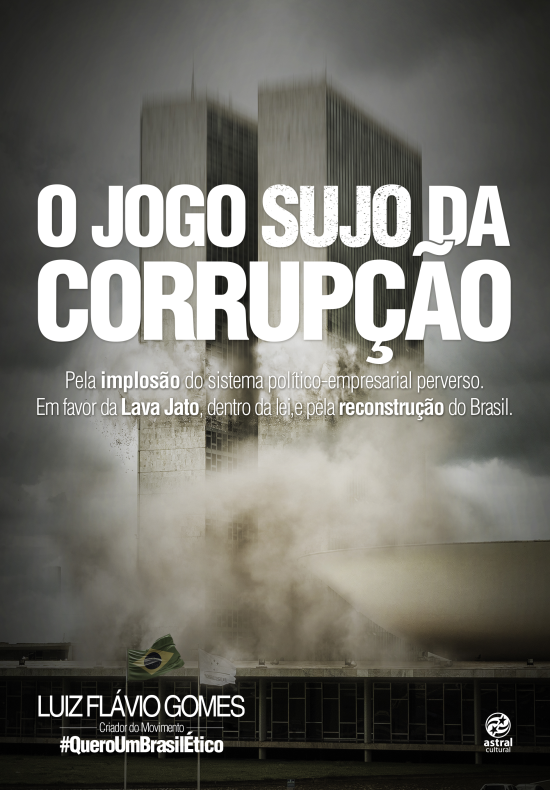 O JOGO SUJO DA
CORRUPÇÃO
Pela implosão do sistema político-empresarial perverso.
Em favor da Lava Jato, dentro da lei,e pela reconstrução do Brasil.
LUIZ FLÁVIO GOMES
Criador do Movimento
#QueroUmBrasilÉtico
astral
cultural